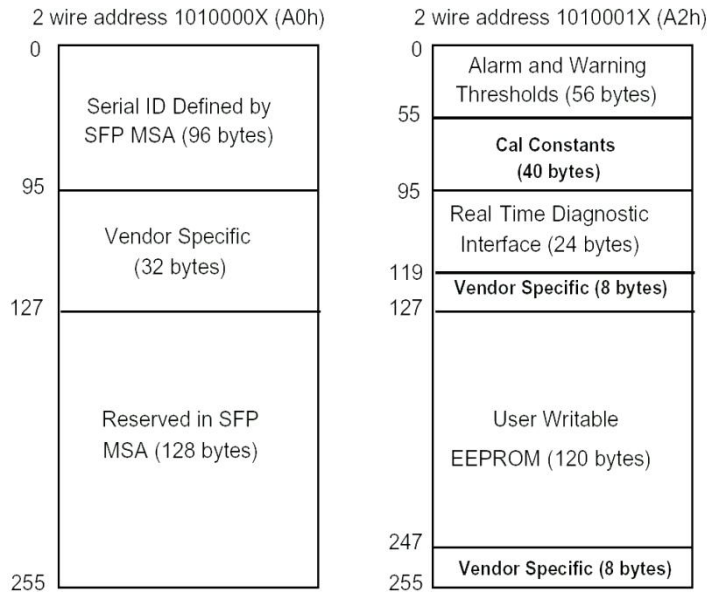 2 wire address 1010000X (A0h)
0
Serial ID Defined by
SFP MSA (96 bytes)
95
Vendor Specific
(32 bytes)
127
Reserved in SFP
MSA (128 bytes)
255
2 wire address 1010001X (A2h)
0
Alarm and Warning
Thresholds (56 bytes)
55
Cal Constants
(40 bytes)
95
Real Time Diagnostic
Interface (24 bytes)
119
Vendor Specific (8 bytes)
127
User Writable
EEPROM (120 bytes)
247
Vendor Specific (8 bytes)
255